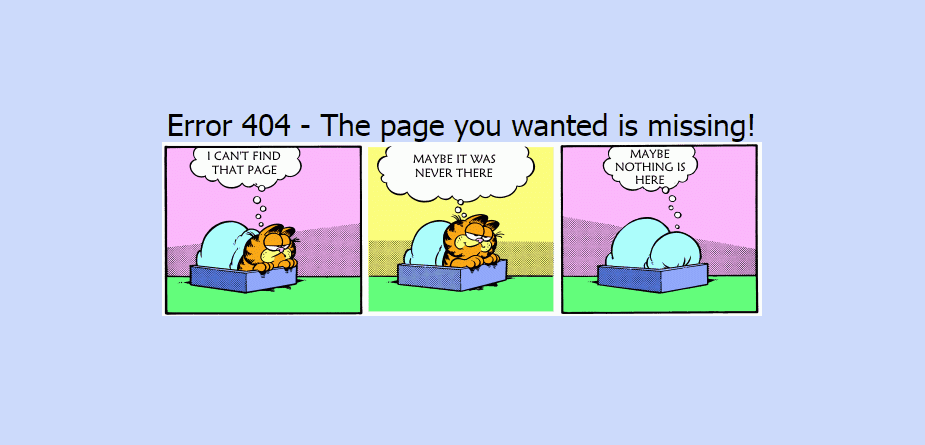 Error 404 - The page you wanted is missing!
I CAN'T FIND
THAT PAGE
MAYBE IT WAS
NEVER THERE
MAYBE
NOTHING IS
HERE